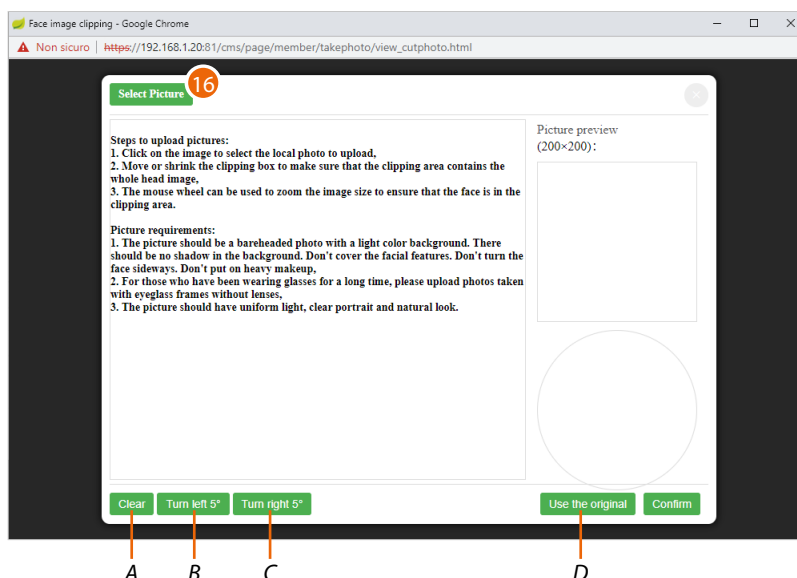 Face image clipping - Google Chrome
Non sicuro | https://192.168.1.20:81/cms/page/member/takephoto/view_cutphoto.html
Select Picture
16
Steps to upload pictures:
1. Click on the image to select the local photo to upload,
2. Move or shrink the clipping box to make sure that the clipping area contains the
whole head image,
3. The mouse wheel can be used to zoom the image size to ensure that the face is in the
clipping area.
Picture requirements:
1. The picture should be a bareheaded photo with a light color background. There
should be no shadow in the background. Don't cover the facial features. Don't turn the
face sideways. Don't put on heavy makeup,
2. For those who have been wearing glasses for a long time, please upload photos taken
with eyeglass frames without lenses,
3. The picture should have uniform light, clear portrait and natural look.
Picture preview
(200×200):
Clear
Turn left 5°
Turn right 5°
Use the original
Confirm
A
B
C
D